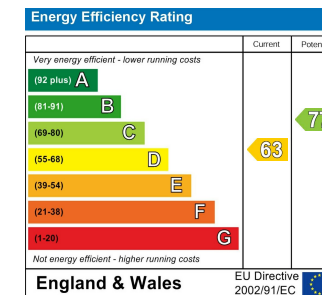 Energy Efficiency Rating
Current
Very energy efficient - lower running costs
(92 plus) A
(81-91) B
(69-80) C
(55-68) D
(39-54) E
(21-38) F
(1-20) G
63
Not energy efficient - higher running costs
England & Wales
EU Directive
2002/91/EC